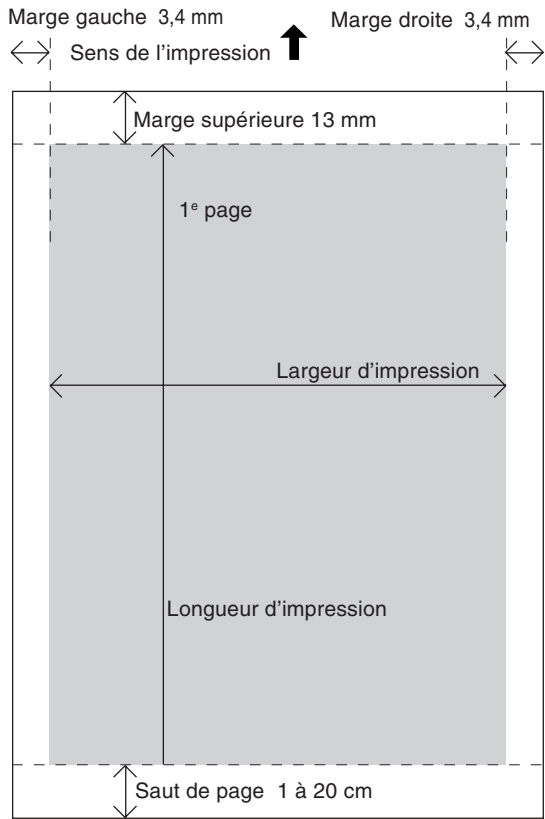 Marge gauche 3,4 mm
Marge droite 3,4 mm
Sens de l'impression
Marge supérieure 13 mm
1e page
Largeur d'impression
Longueur d'impression
Saut de page 1 à 20 cm